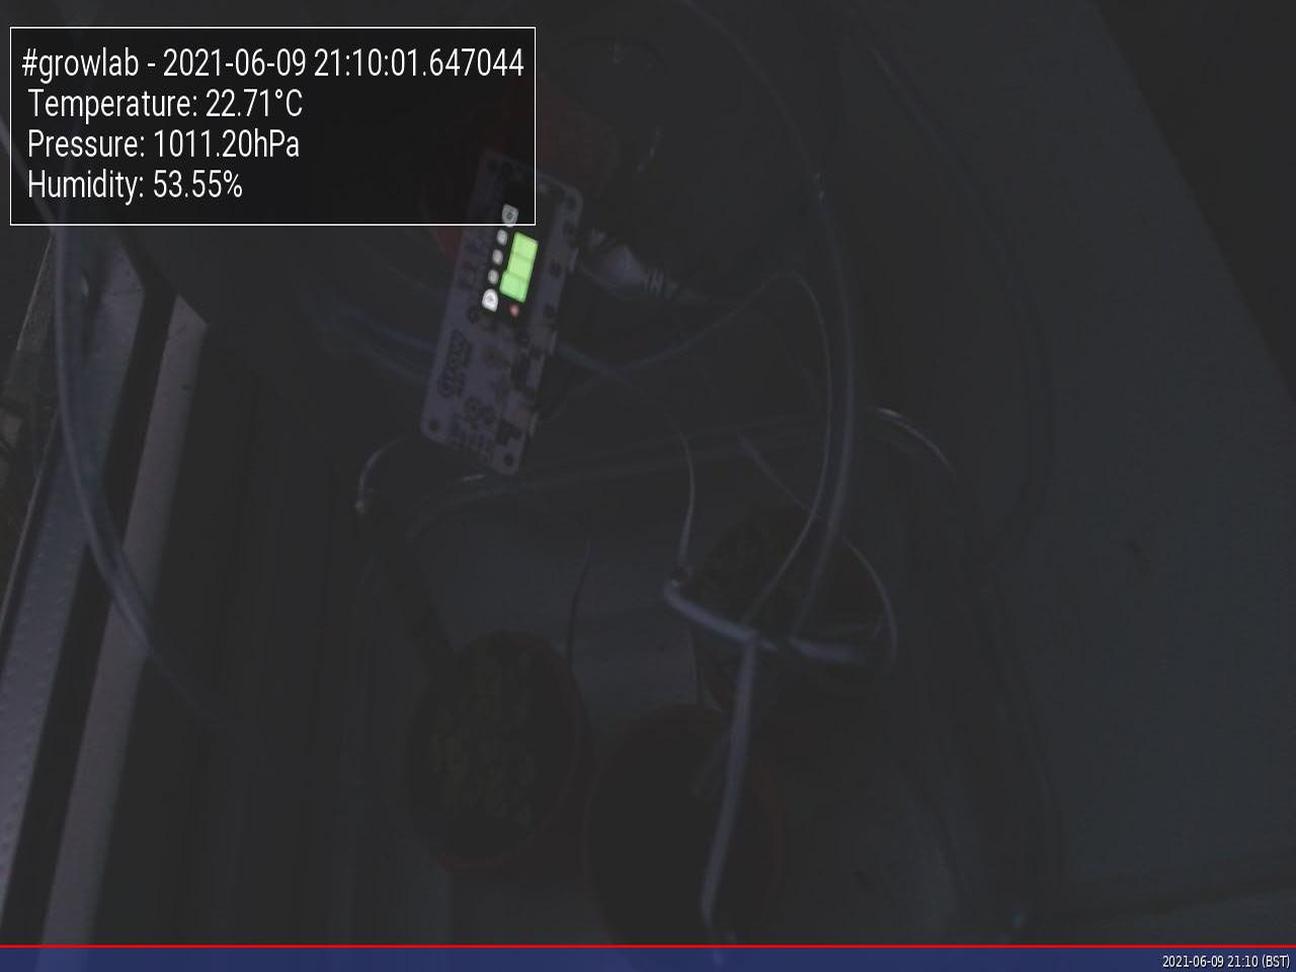 #growlab - 2021-06-09 21:10:01.647044
Temperature: 22.71°C
Pressure: 1011.20hPa
Humidity: 53.55%
2021-06-09 21:10 (BST)